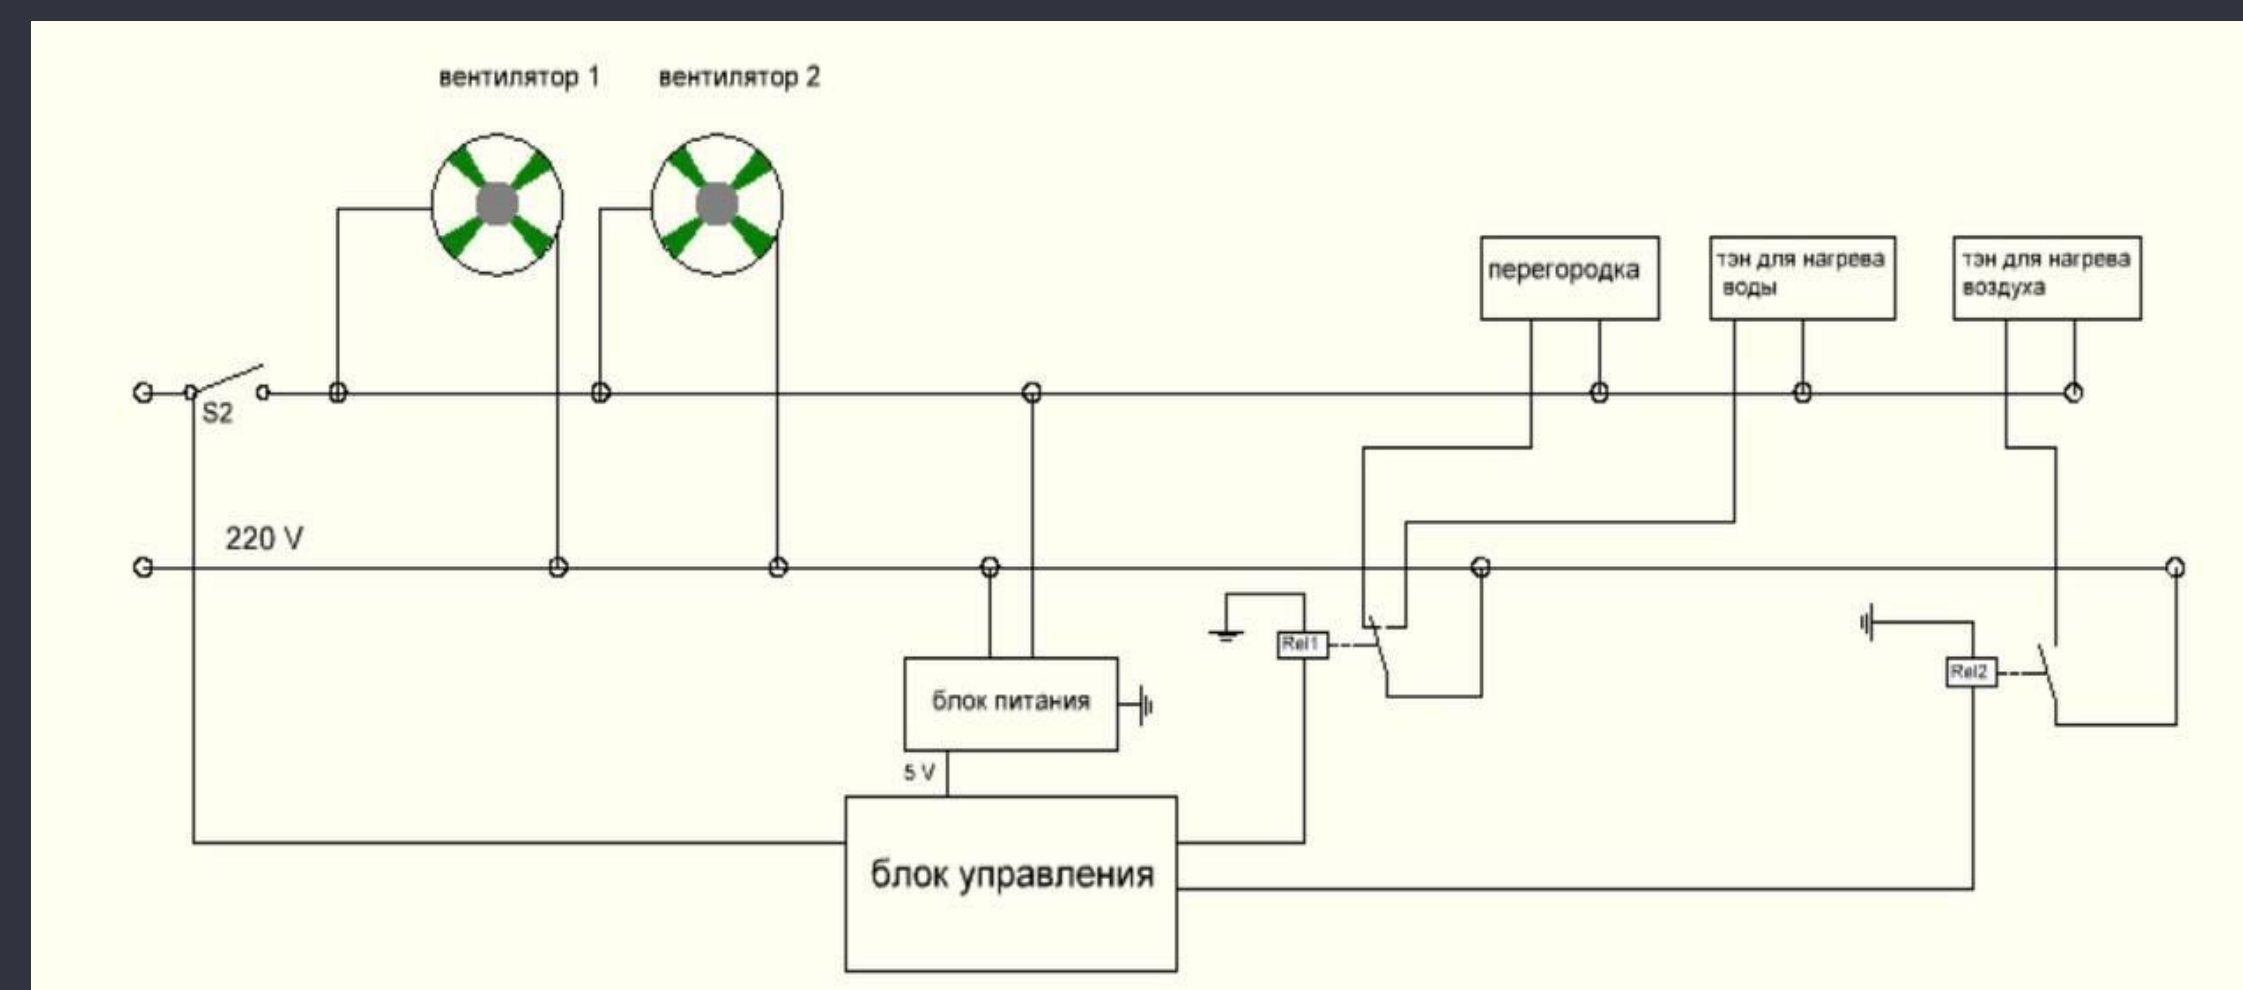 вентилятор 1
вентилятор 2
перегородка
тэн для нагрева
воды
тэн для нагрева
воздуха
S2
220 V
Rel1
Rel2
блок питания
5 V
блок управления